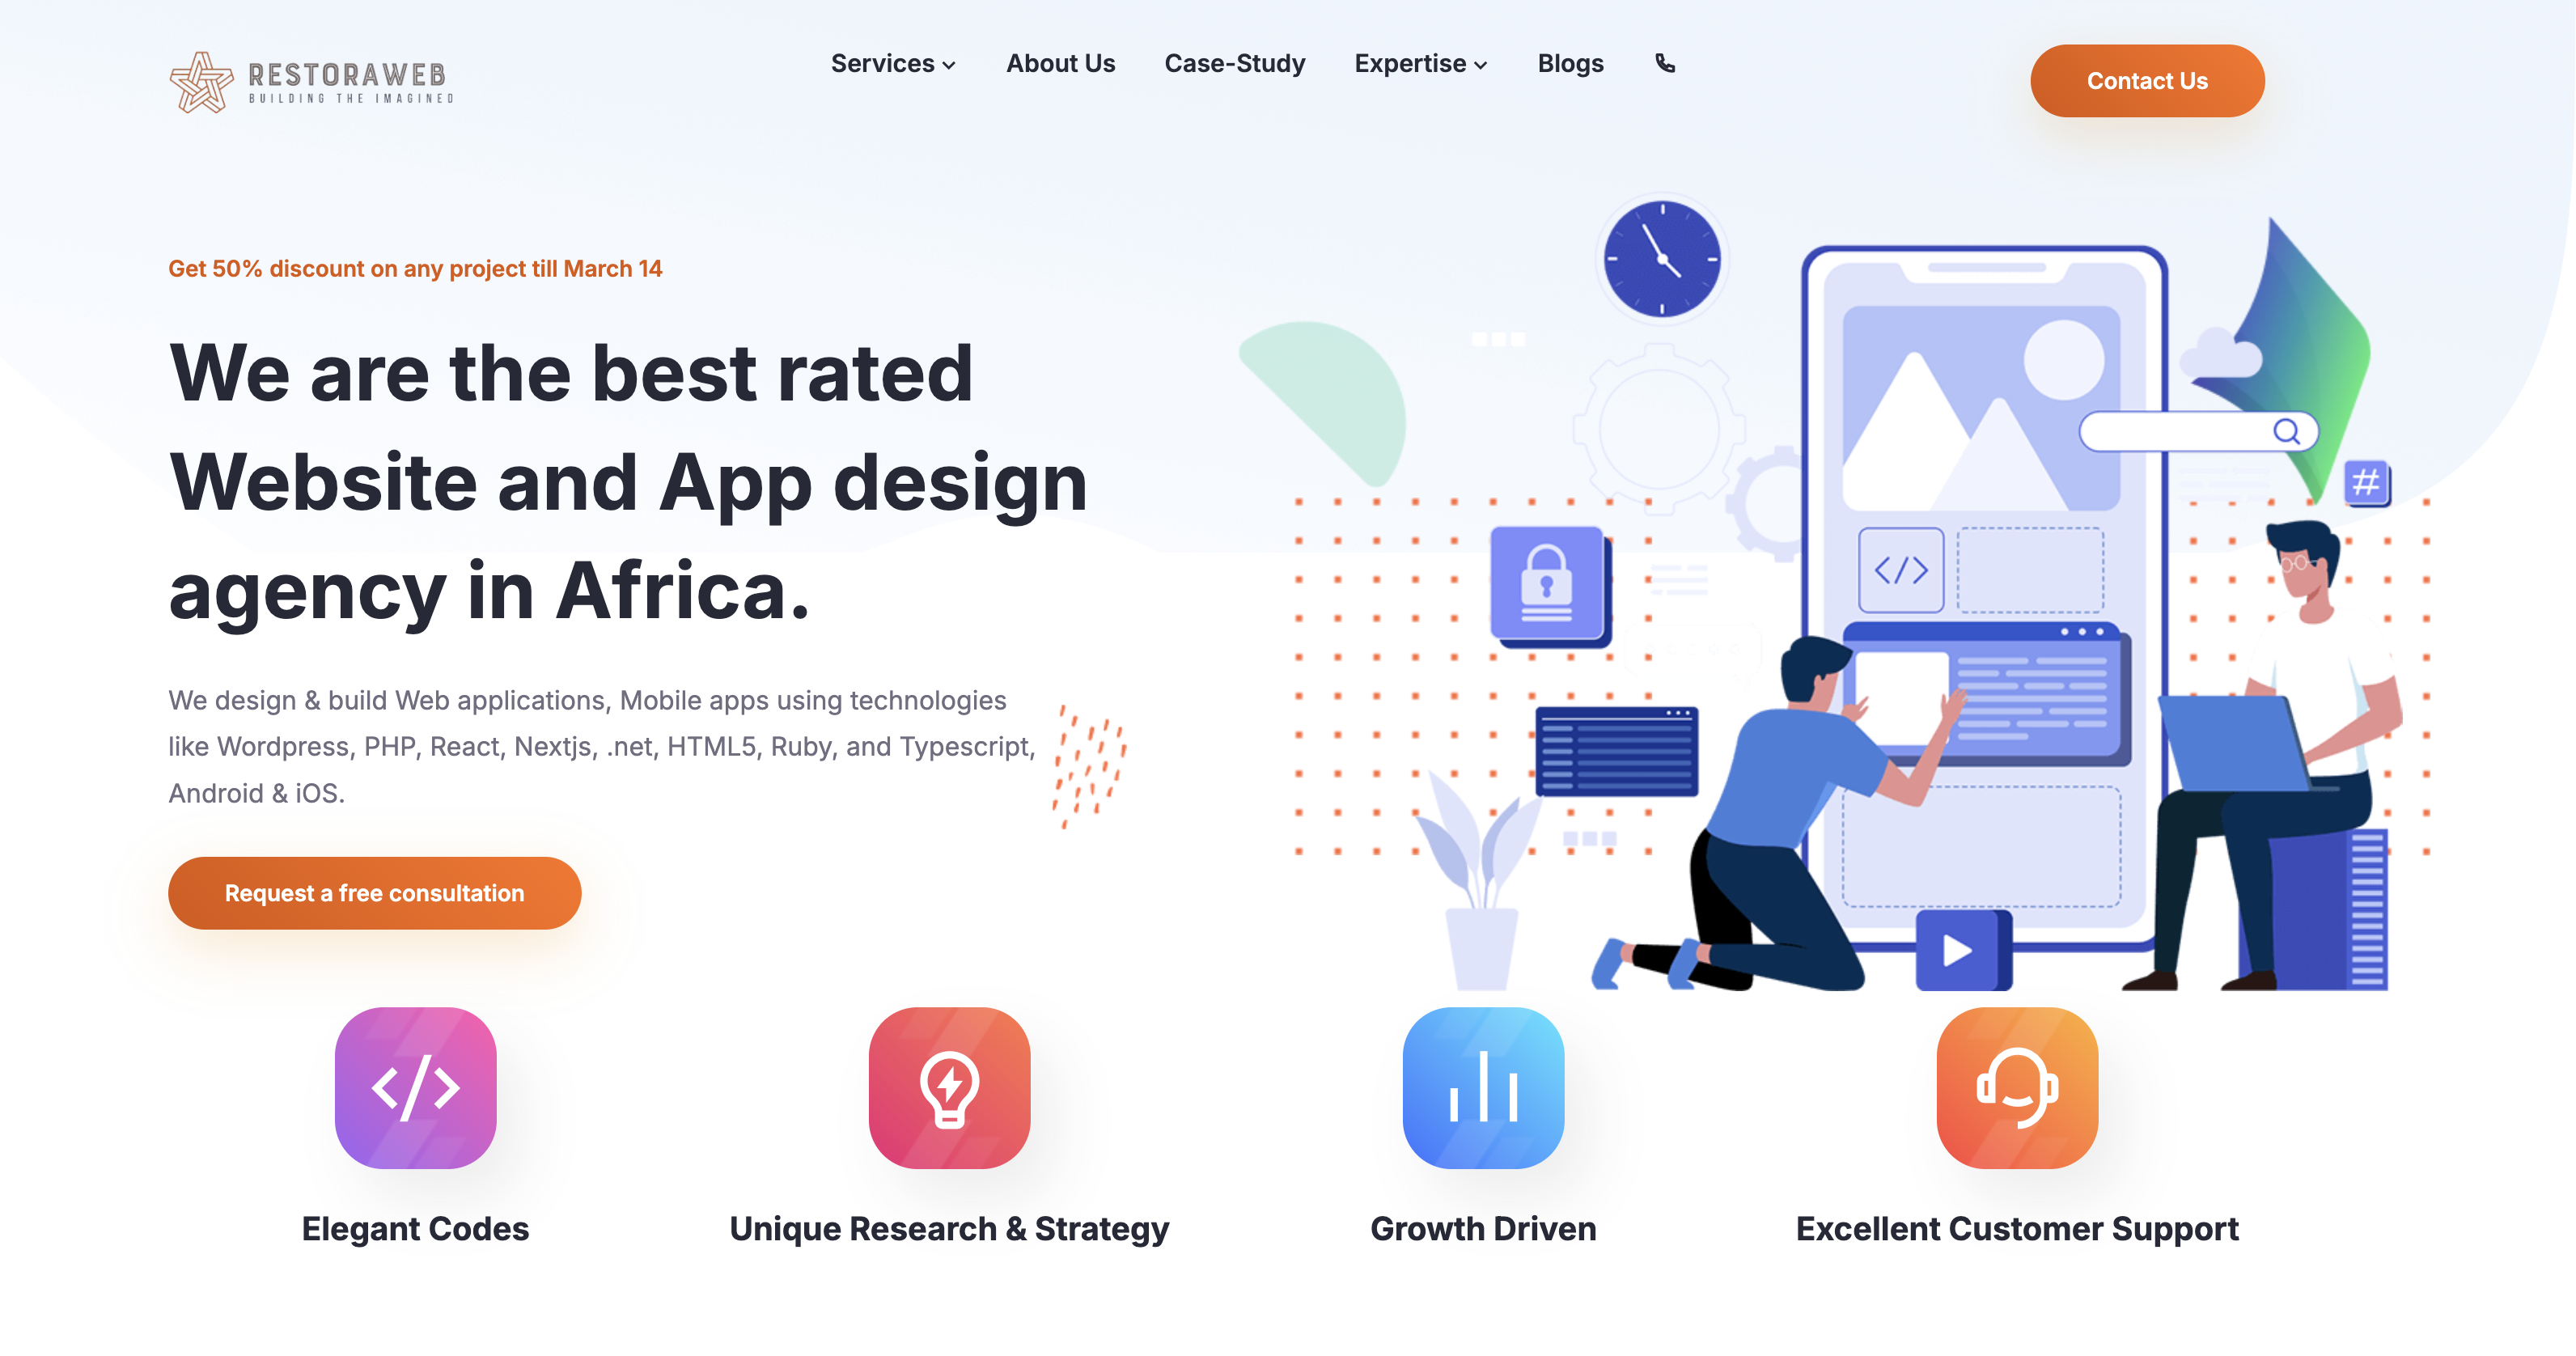 RESTORAWEB
BUILDING THE IMAGINED
Services
About Us
Case-Study
Expertise
Blogs
Contact Us
Get 50% discount on any project till March 14
We are the best rated
Website and App design
agency in Africa.
We design & build Web applications, Mobile apps using technologies
like Wordpress, PHP, React, Nextjs, .net, HTML5, Ruby, and Typescript,
Android & iOS.
Request a free consultation
#
</>
</>
Elegant Codes
Unique Research & Strategy
Growth Driven
Excellent Customer Support